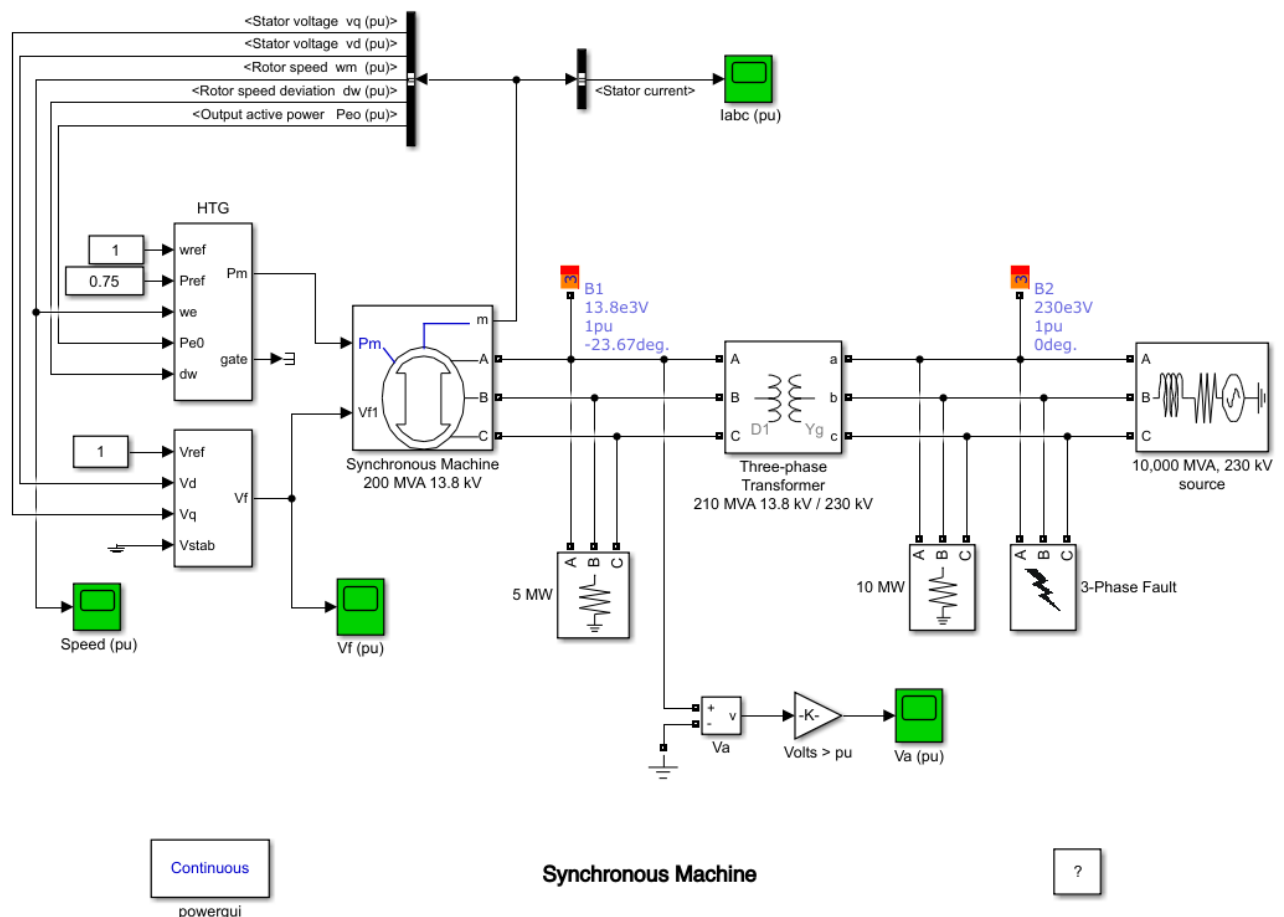 <Stator voltage vq (pu)>
<Stator voltage vd (pu)>
<Rotor speed wm (pu)>
<Rotor speed deviation dw (pu)>
<Output active power Peo (pu)>
<Stator current>
Iabc (pu)
HTG
1
0.75
wref
Pref
we
Pe0
dw
Pm
gate
1
Vref
Vd
Vq
Vstab
Vf
Speed (pu)
Vf (pu)
Pm
Vf1
m
A
B
C
Synchronous Machine
200 MVA 13.8 kV
3
B1
13.8e3V
1pu
-23.67deg.
A
B
C
5 MW
A
B
C
D1
Yg
a
b
c
Three-phase
Transformer
210 MVA 13.8 kV / 230 kV
3
B2
230e3V
1pu
0deg.
A
B
C
10 MW
A
B
C
3-Phase Fault
A
B
C
10,000 MVA, 230 kV
source
+
-
v
Va
-K-
Volts > pu
Va (pu)
Continuous
powergui
Synchronous Machine
?